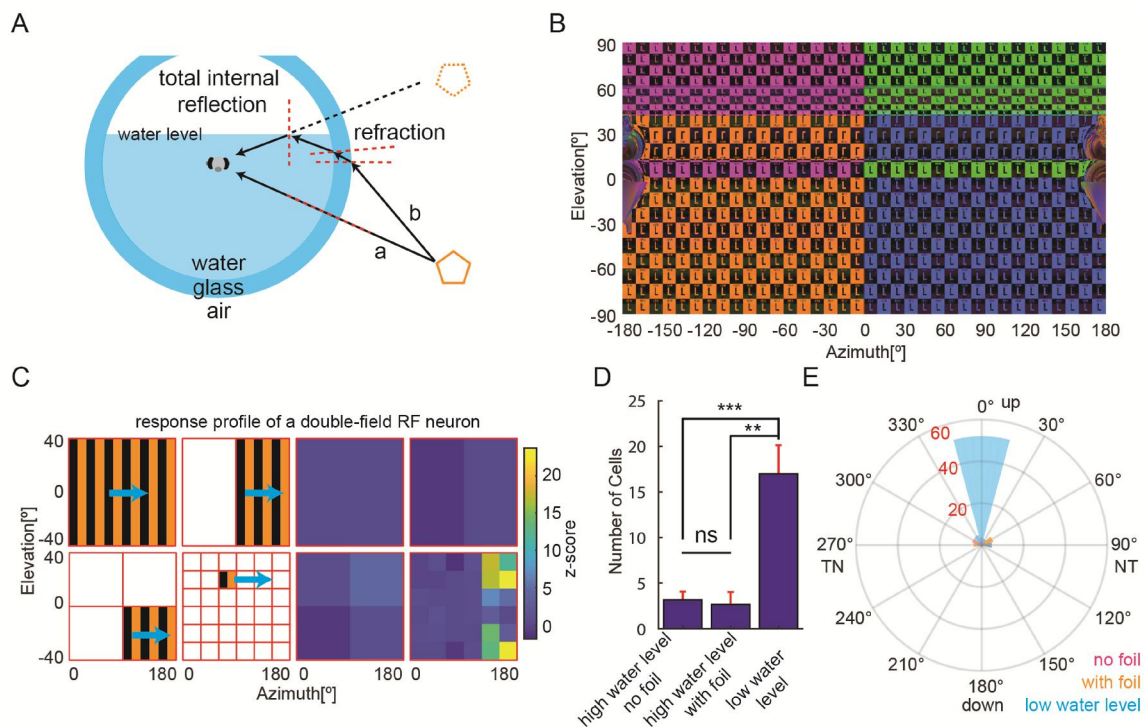 A
total internal
reflection
water level
refraction
b
a
water
glass
air
B
Elevation[º]
90
60
30
0
-30
-60
-90
-180 -150 -120 -90 -60 -30 0 30 60 90 120 150 180
Azimuth[º]
C
response profile of a double-field RF neuron
Elevation[º]
40
0
-40
40
0
-40
0 180 0 180 0 180 0 180
Azimuth[º]
20
15
10
5
0
z-score
D
Number of Cells
25
20
15
10
5
0
***
**
ns
high water level
no foil
high water level
with foil
low water
level
E
0° up
330° 30°
300° 60°
270° 90°
TN NT
240° 120°
210° 150°
180°
down
60
40
20
no foil
with foil
low water level